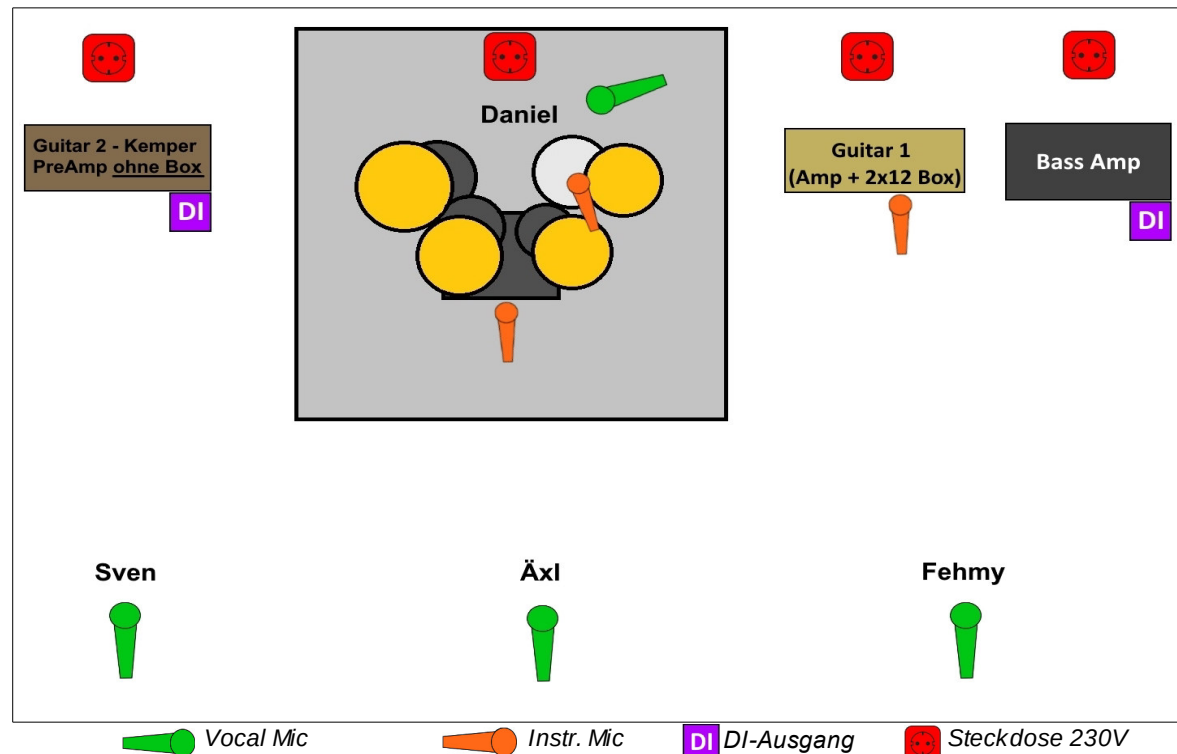 Daniel
Guitar 2 - Kemper
PreAmp ohne Box
DI
Guitar 1
(Amp + 2x12 Box)
Bass Amp
DI
Sven
Äxl
Fehmy
Vocal Mic
Instr. Mic
DI
DI-Ausgang
Steckdose 230V